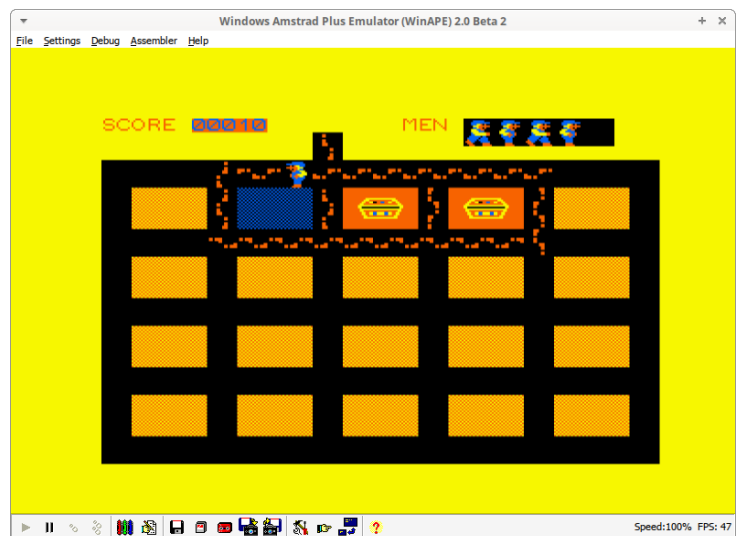 Windows Amstrad Plus Emulator (WinAPE) 2.0 Beta 2
File Settings Debug Assembler Help
SCORE 00010 MEN
Speed:100% FPS: 47